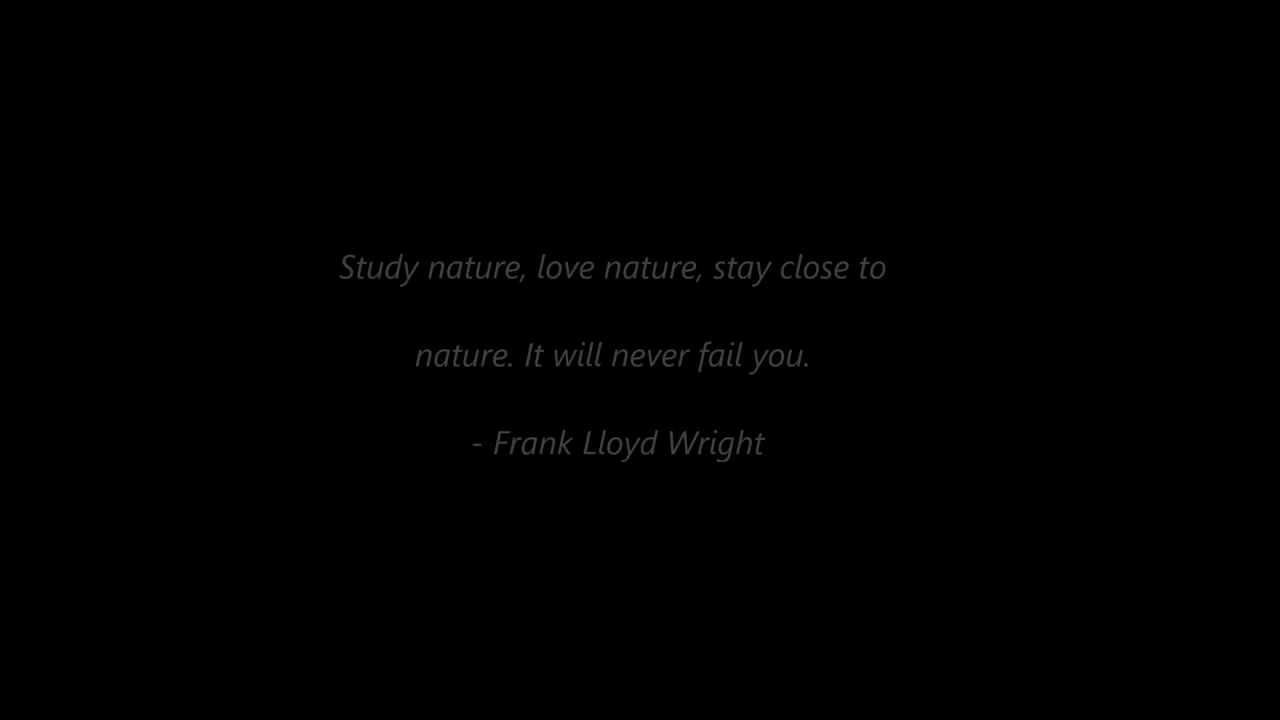 Study nature, love nature, stay close to
nature. It will never fail you.
- Frank Lloyd Wright